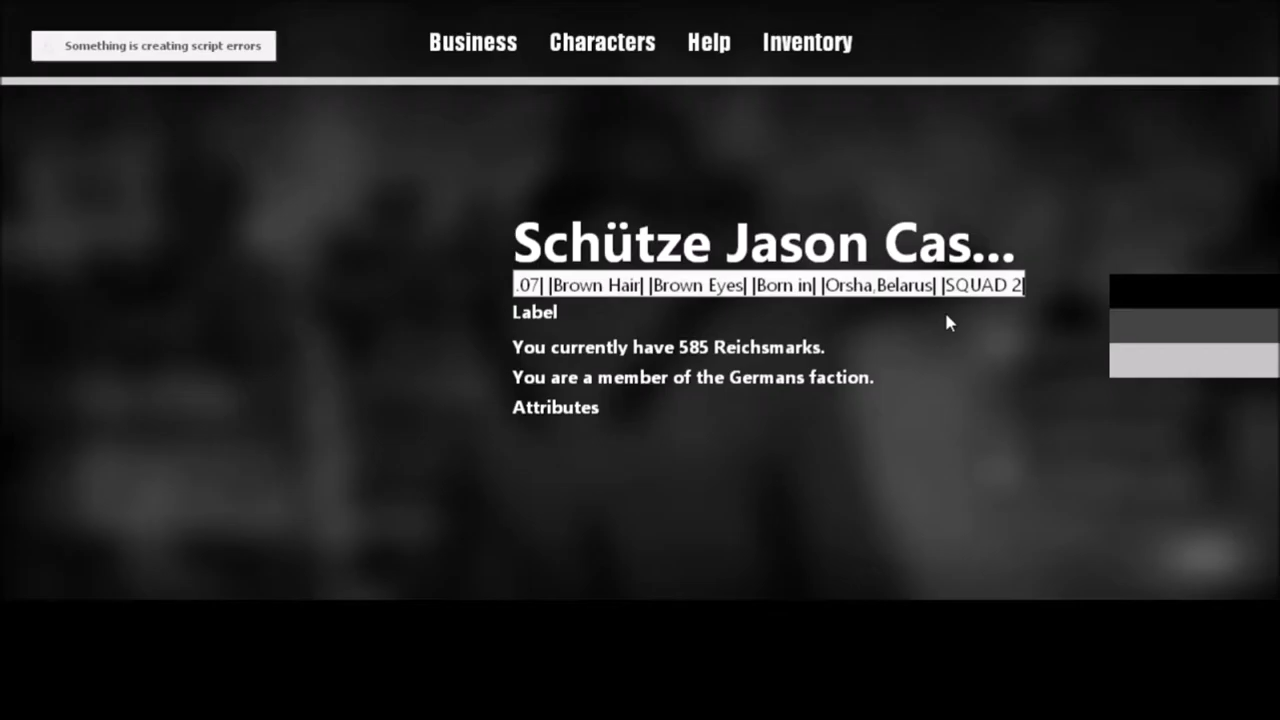 Something is creating script errors
Business Characters Help Inventory
Schütze Jason Cas...
.07| |Brown Hair| |Brown Eyes| |Born in| |Orsha,Belarus| |SQUAD 2|
Label
You currently have 585 Reichsmarks.
You are a member of the Germans faction.
Attributes